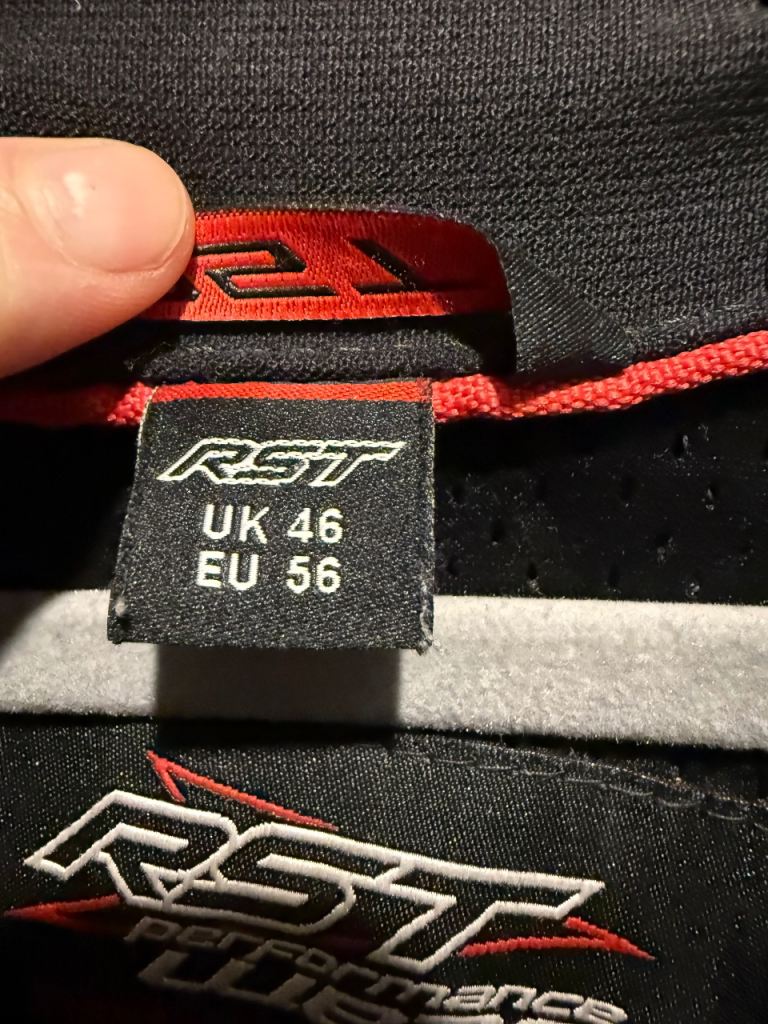 RST
UK 46
EU 56
RST
performance